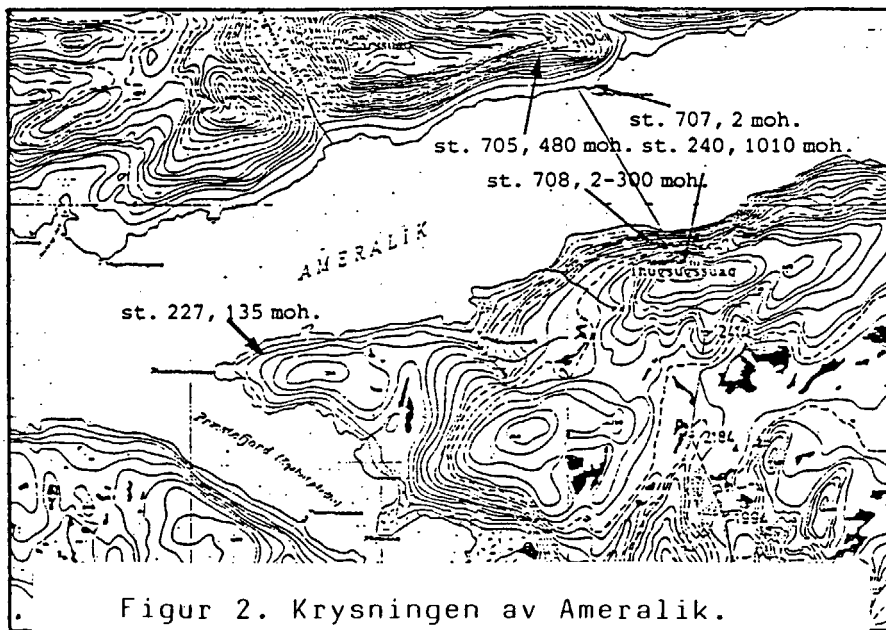 st. 707, 2 moh.
st. 705, 480 moh. st. 240, 1010 moh.
st. 708, 2-300 moh.
AMERALIK
st. 227, 135 moh.
Figur 2. Krysningen av Ameralik.